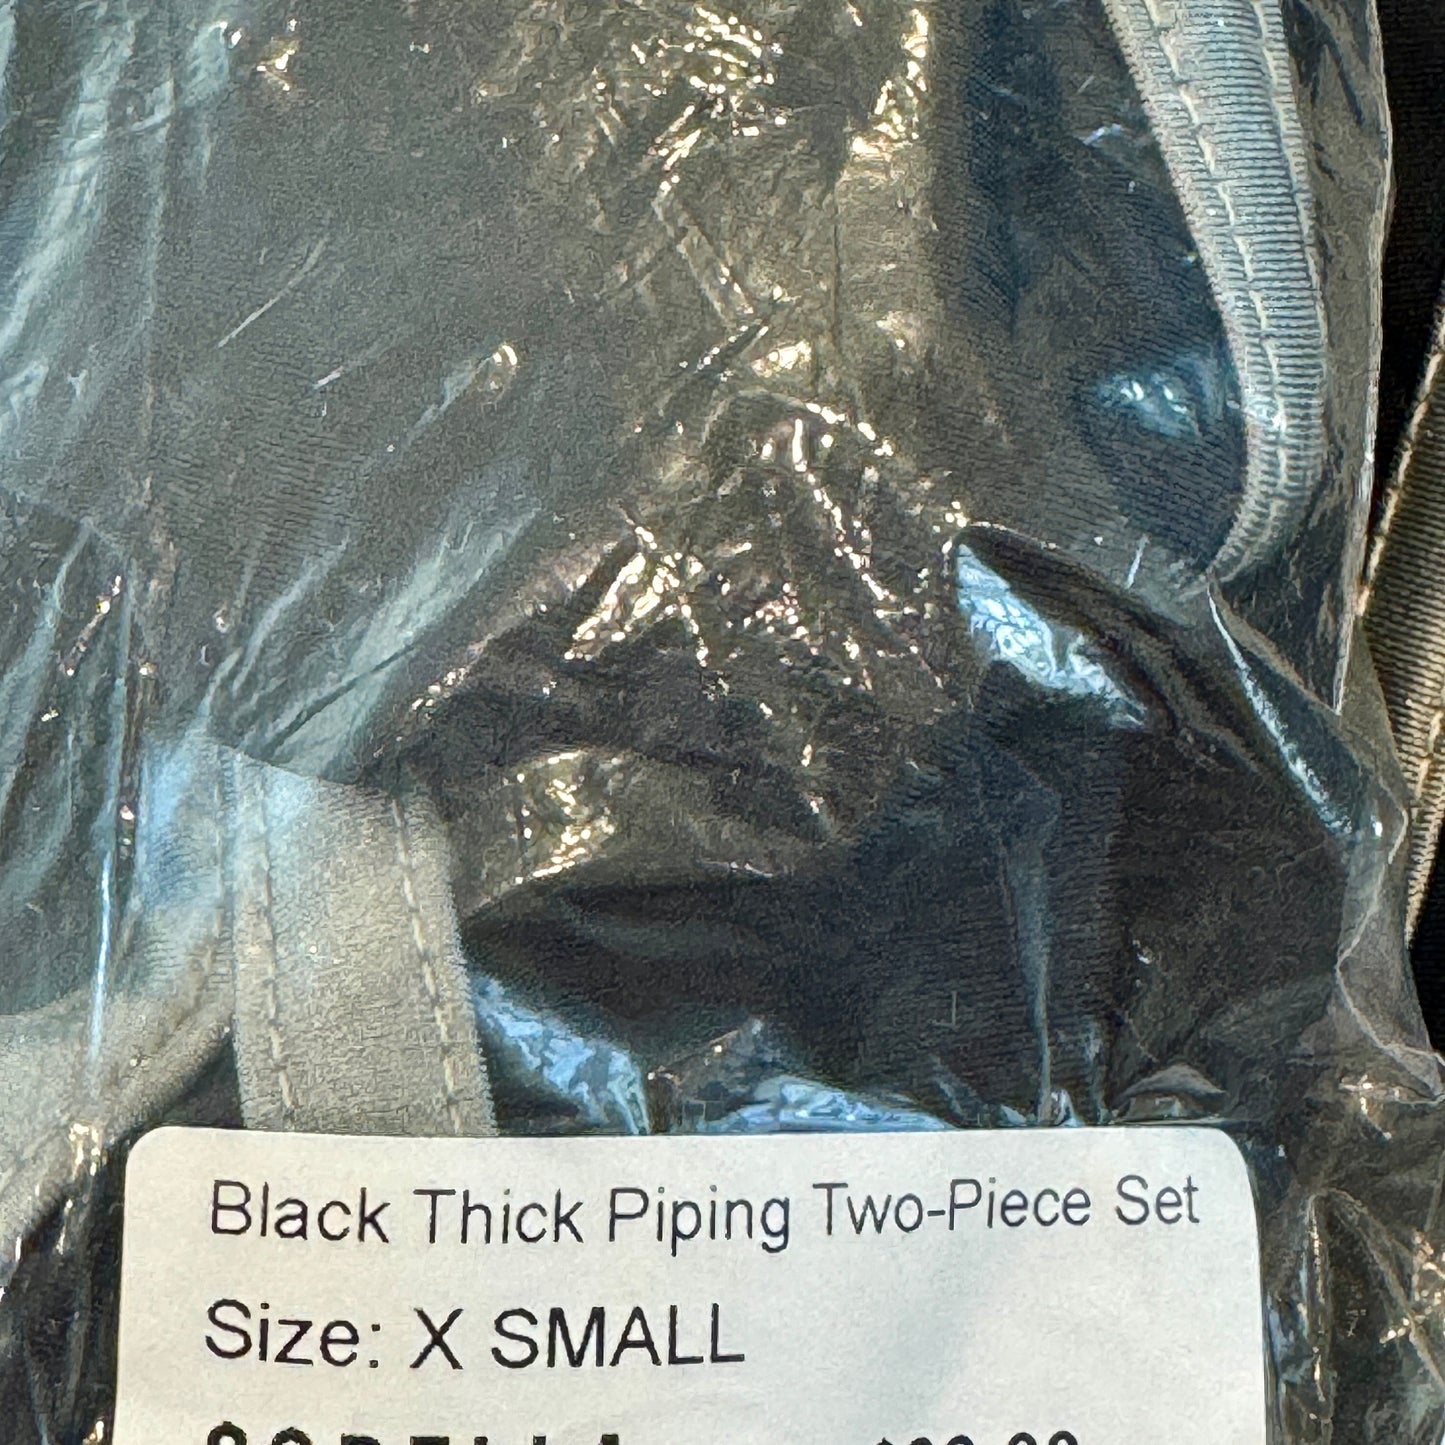 Black Thick Piping Two-Piece Set
Size: X SMALL